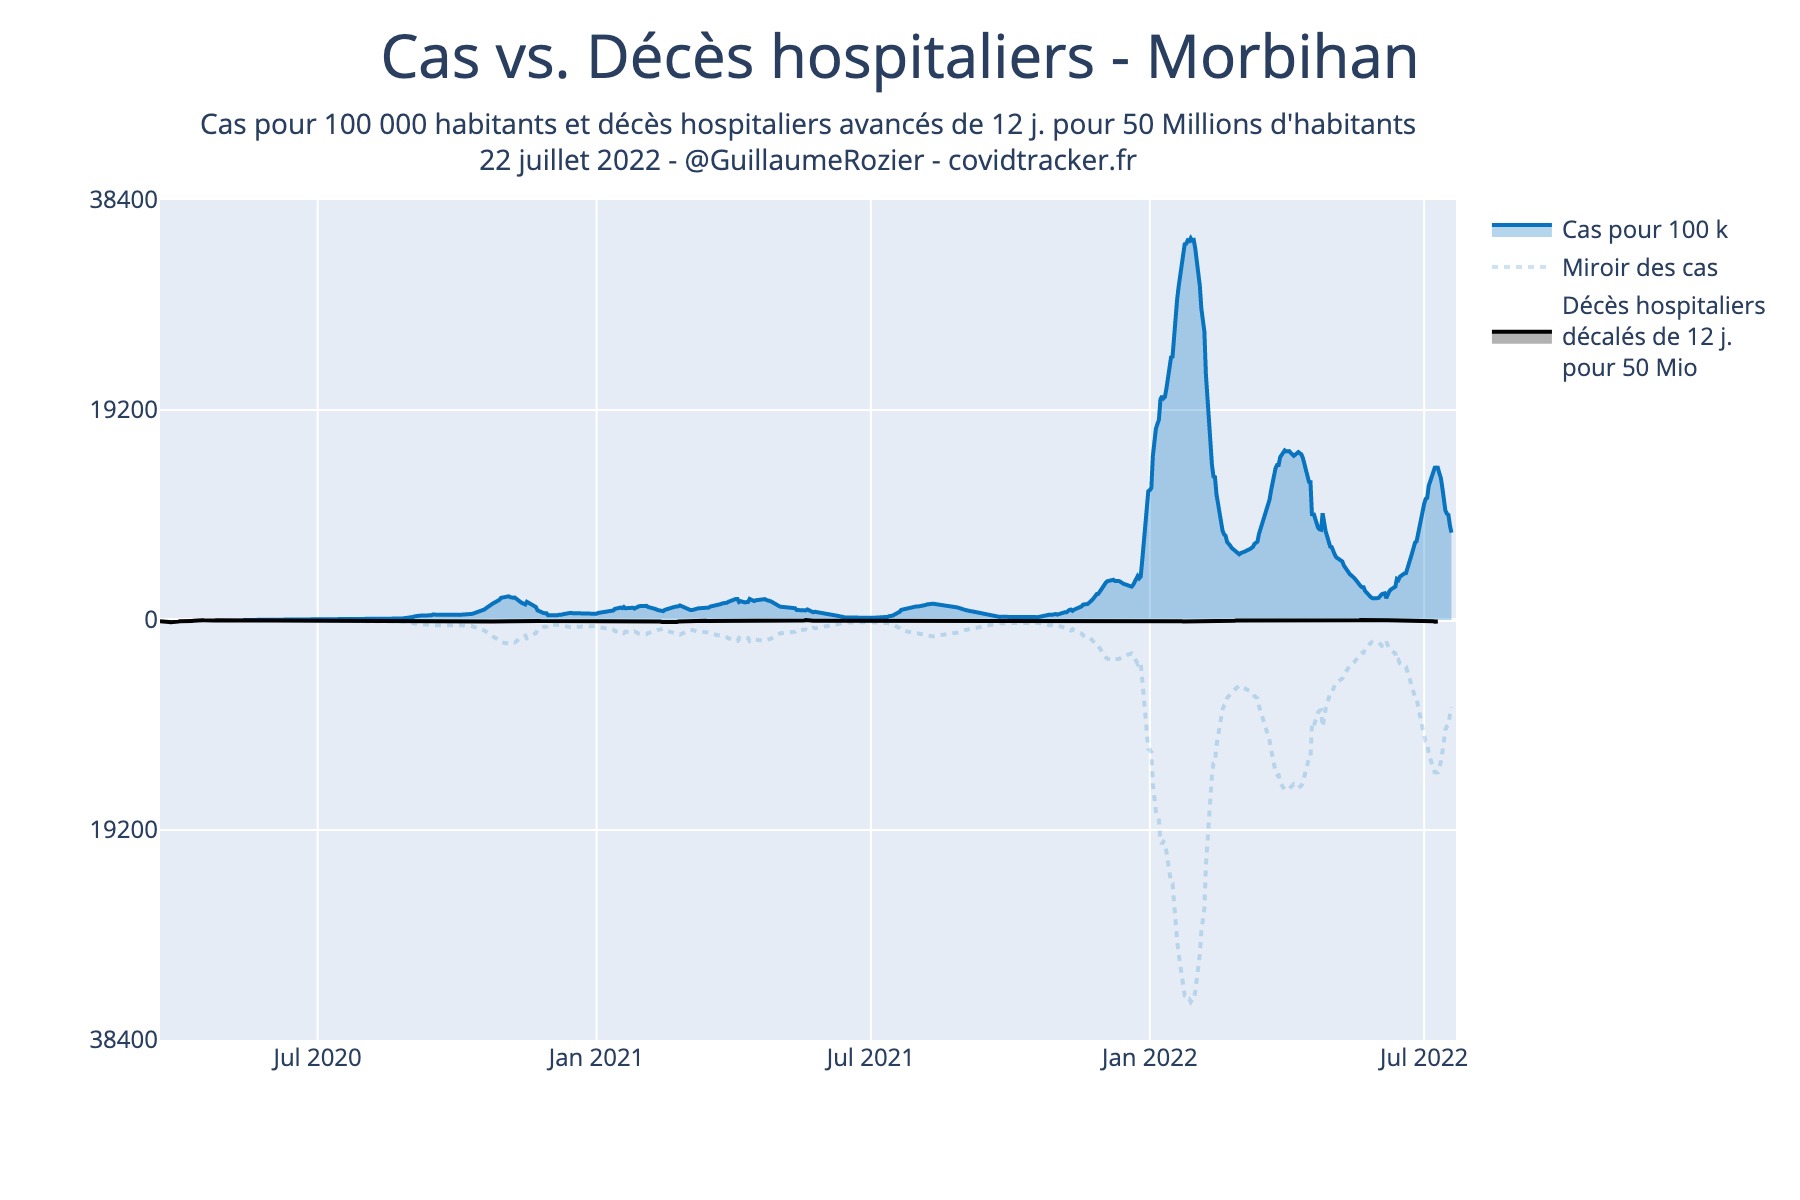 Cas vs. Décès hospitaliers - Morbihan
Cas pour 100 000 habitants et décès hospitaliers avancés de 12 j. pour 50 Millions d'habitants
22 juillet 2022 - @GuillaumeRozier - covidtracker.fr
38400
19200
0
19200
38400
Jul 2020
Jan 2021
Jul 2021
Jan 2022
Jul 2022
Cas pour 100 k
Miroir des cas
Décès hospitaliers
décalés de 12 j.
pour 50 Mio